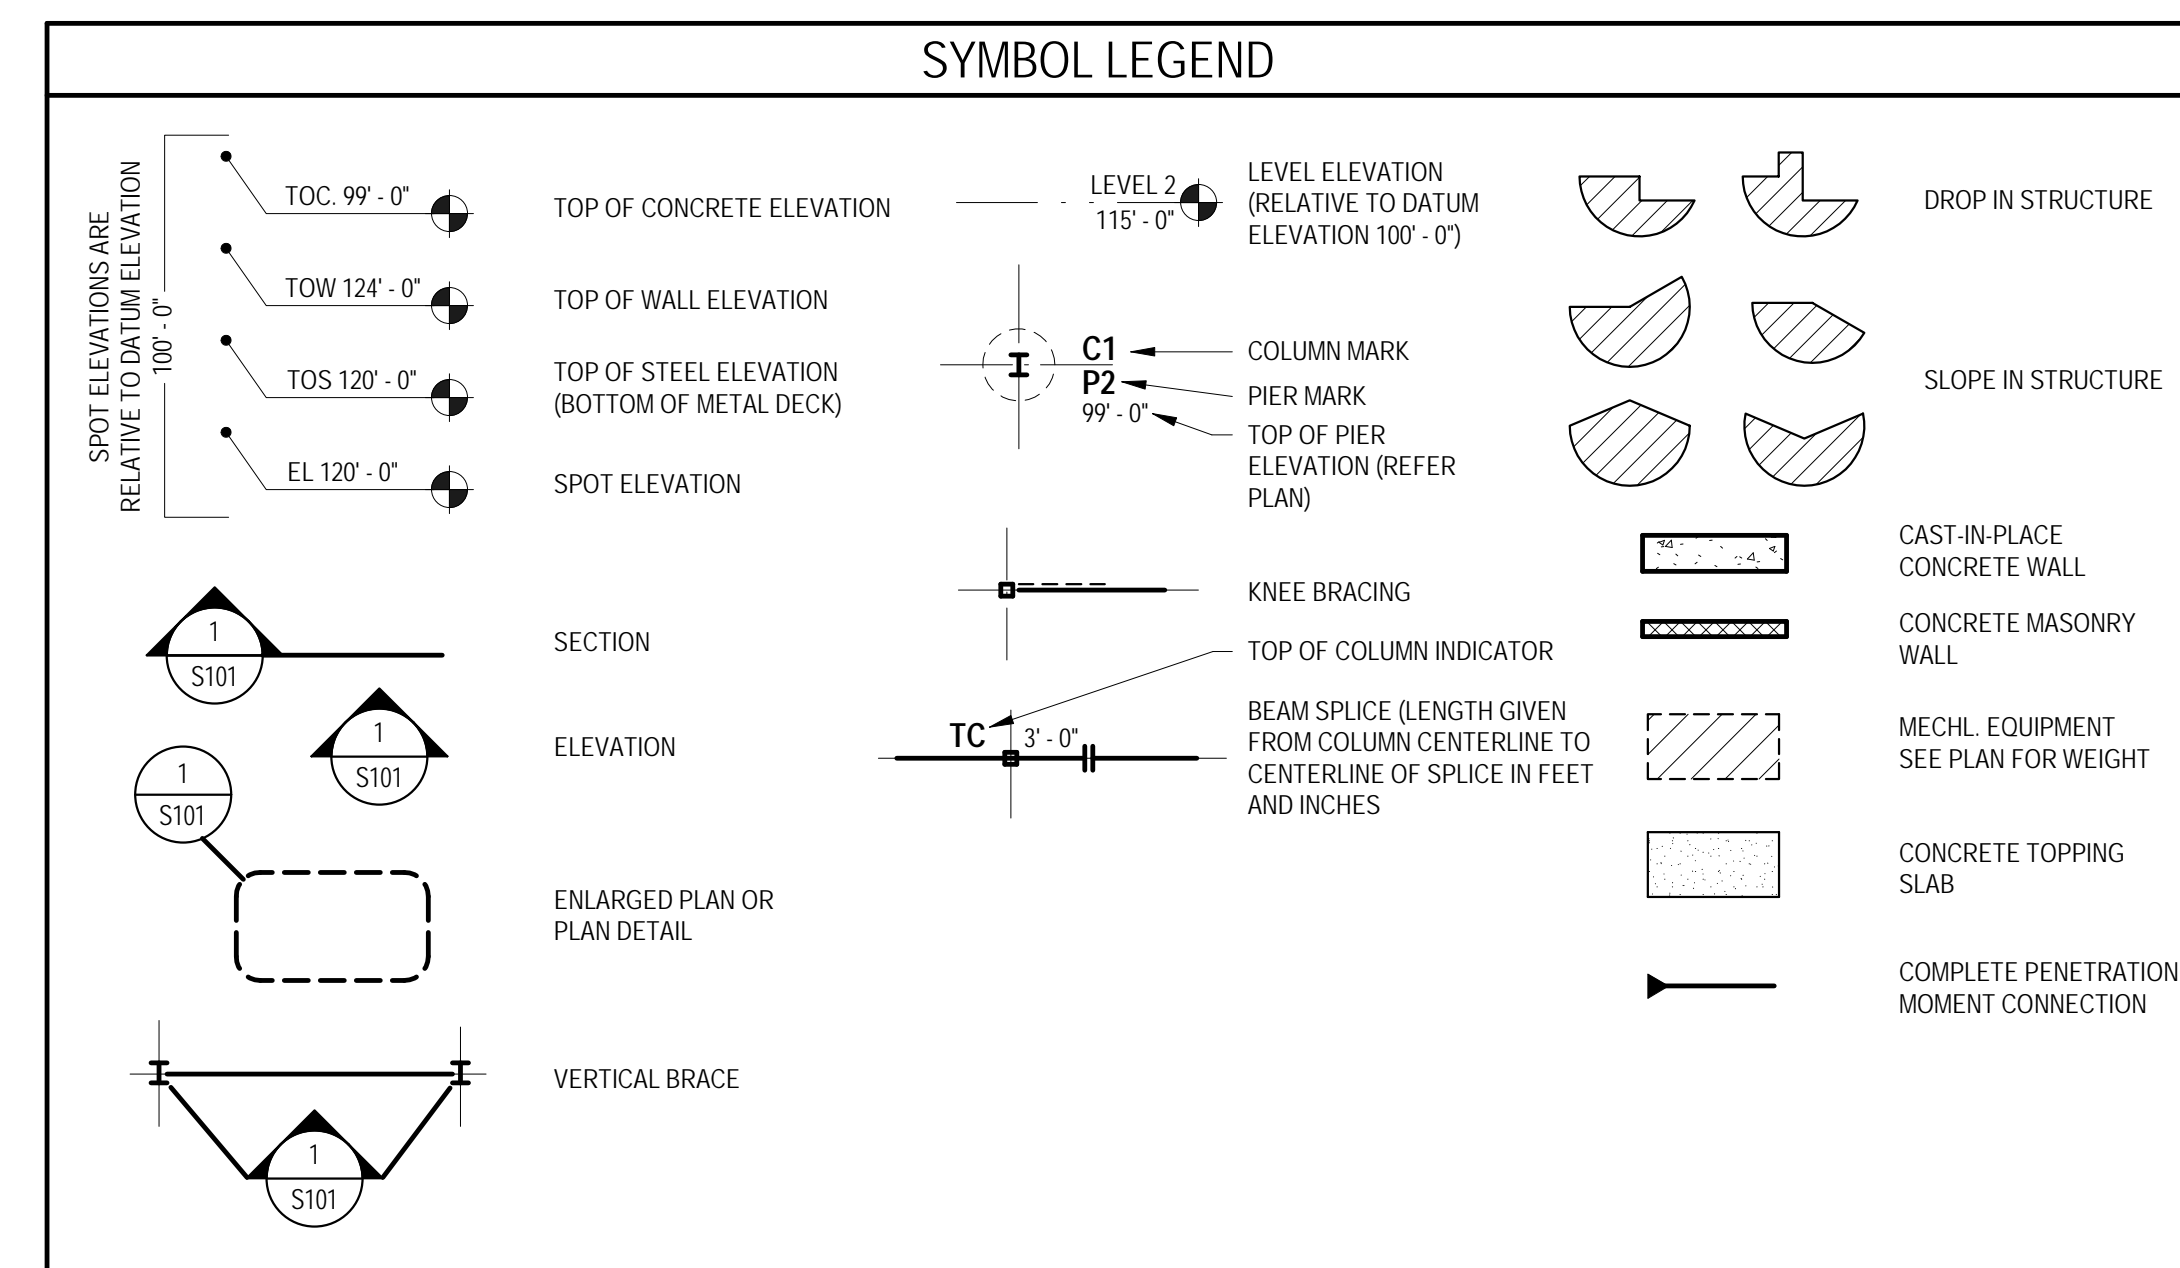 SYMBOL LEGEND
SPOT ELEVATIONS ARE
RELATIVE TO DATUM ELEVATION
100' - 0"
TOC. 99' - 0"
TOP OF CONCRETE ELEVATION
TOW 124' - 0"
TOP OF WALL ELEVATION
TOS 120' - 0"
TOP OF STEEL ELEVATION
(BOTTOM OF METAL DECK)
EL 120' - 0"
SPOT ELEVATION
1
S101
SECTION
1
S101
ELEVATION
1
S101
ENLARGED PLAN OR
PLAN DETAIL
VERTICAL BRACE
1
S101
LEVEL 2
115' - 0"
LEVEL ELEVATION
(RELATIVE TO DATUM
ELEVATION 100' - 0")
C1
COLUMN MARK
P2
PIER MARK
99' - 0"
TOP OF PIER
ELEVATION (REFER
PLAN)
KNEE BRACING
TOP OF COLUMN INDICATOR
TC
3' - 0"
BEAM SPLICE (LENGTH GIVEN
FROM COLUMN CENTERLINE TO
CENTERLINE OF SPLICE IN FEET
AND INCHES
DROP IN STRUCTURE
SLOPE IN STRUCTURE
CAST-IN-PLACE
CONCRETE WALL
CONCRETE MASONRY
WALL
MECHL. EQUIPMENT
SEE PLAN FOR WEIGHT
CONCRETE TOPPING
SLAB
COMPLETE PENETRATION
MOMENT CONNECTION